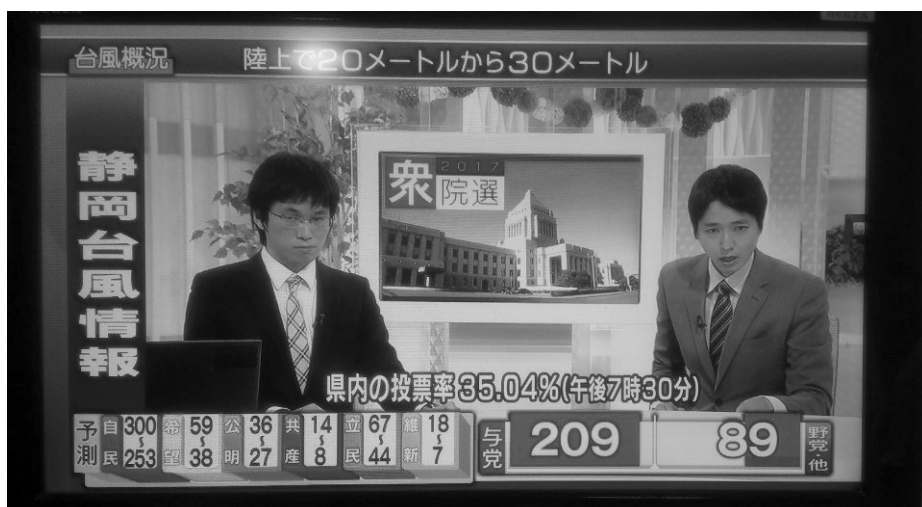 台風概況
陸上で20メートルから30メートル
静岡台風情報
衆院選
2017
県内の投票率35.04%(午後7時30分)
予測
自民 300~253
希望 59~38
公明 36~27
共産 14~8
立民 67~44
維新 18~7
与党 209
89 野党・他